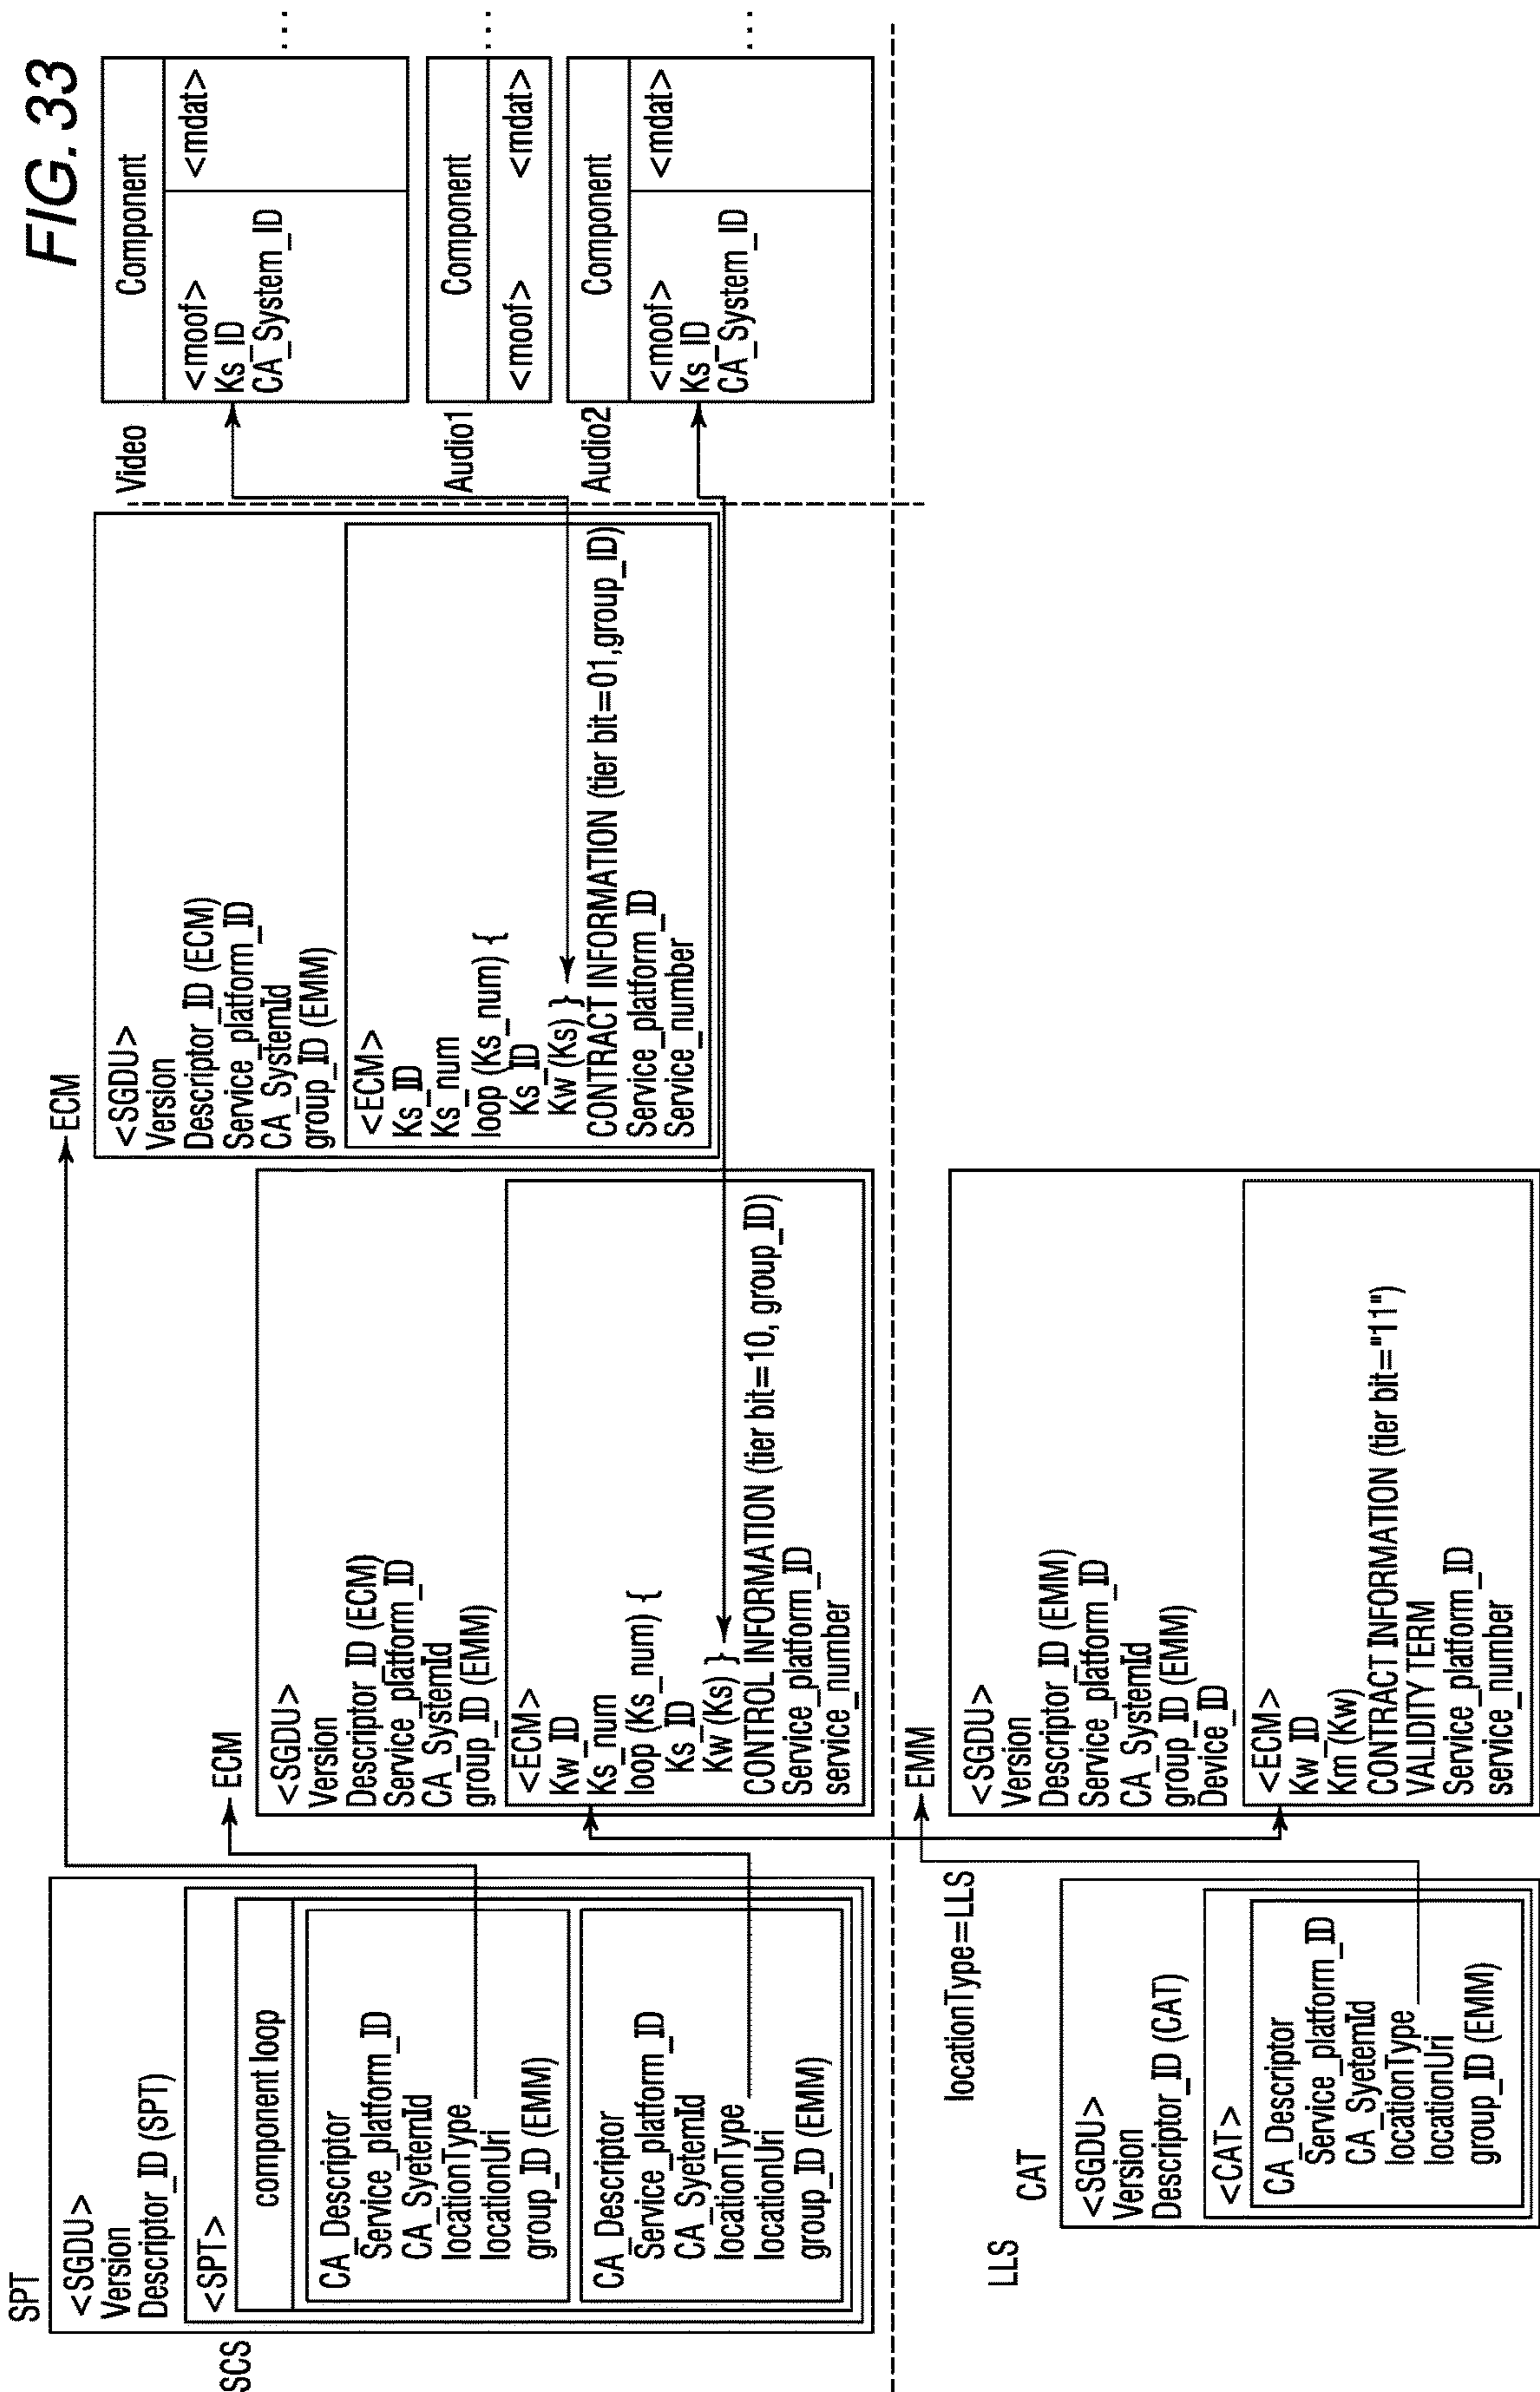 FIG. 33
SPT
<SGDU>
Version
Descriptor_ID (SPT)
<SPT>
component loop
CA_Descriptor
Service_platform_ID
CA_SyetemId
locationType
locationUri
group_ID (EMM)
CA_Descriptor
Service_platform_ID
CA_SyetemId
locationType
locationUri
group_ID (EMM)
SCS
ECM
<SGDU>
Version
Descriptor_ID (ECM)
Service_platform_ID
CA_SystemId
group_ID (EMM)
<ECM>
Kw_ID
Ks_num
loop (Ks_num) {
Ks_ID
Kw (Ks) }
CONTROL INFORMATION (tier bit=10, group_ID)
Service_platform_ID
service_number
ECM
<SGDU>
Version
Descriptor_ID (ECM)
Service_platform_ID
CA_SystemId
group_ID (EMM)
<ECM>
Ks_ID
Ks_num
loop (Ks_num) {
Ks_ID
Kw (Ks) }
CONTRACT INFORMATION (tier bit=01,group_ID)
Service_platform_ID
Service_number
Video
Component
<moof>
<mdat>
Ks_ID
CA_System_ID
...
Audio1
Component
<moof>
<mdat>
...
Audio2
Component
<moof>
<mdat>
Ks_ID
CA_System_ID
...
LLS
CAT
<SGDU>
Version
Descriptor_ID (CAT)
<CAT>
CA_Descriptor
Service_platform_ID
CA_SyetemId
locationType
locationUri
group_ID (EMM)
locationType=LLS
EMM
<SGDU>
Version
Descriptor_ID (EMM)
Service_platform_ID
CA_SystemId
group_ID (EMM)
Device_ID
<ECM>
Kw_ID
Km (Kw)
CONTRACT INFORMATION (tier bit="11")
VALIDITY TERM
Service_platform_ID
service_number